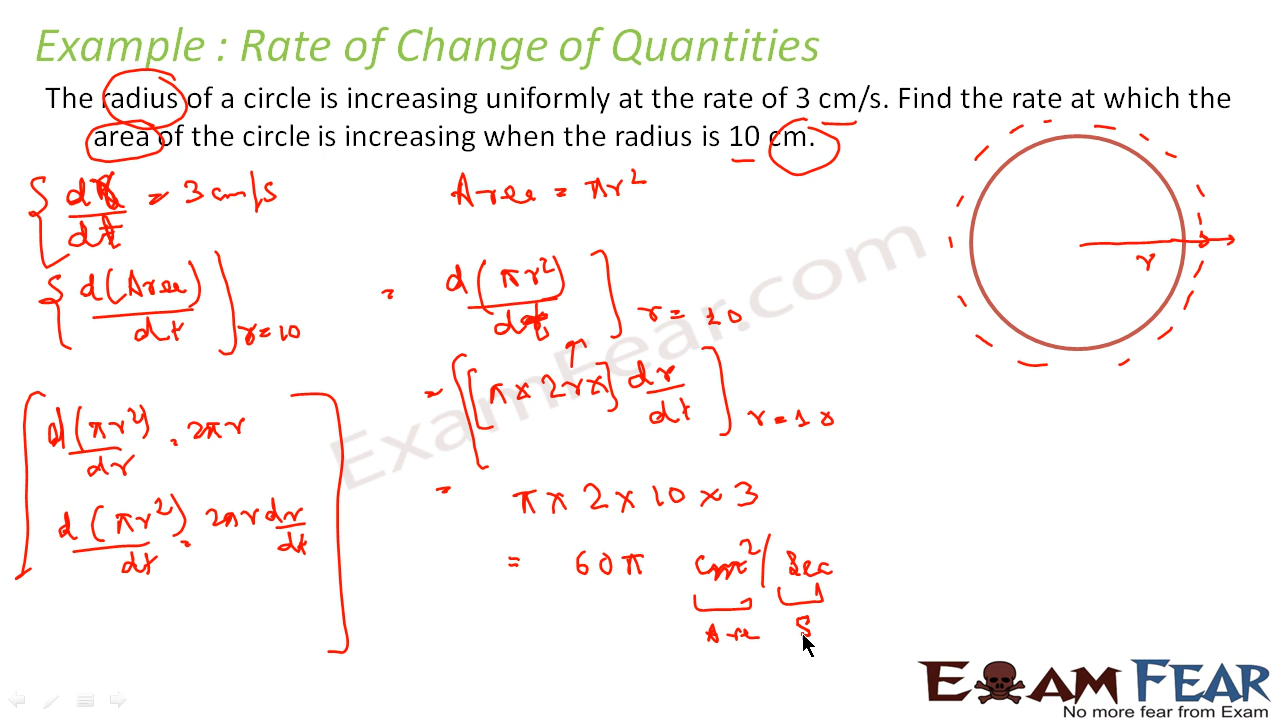 Example : Rate of Change of Quantities
The radius of a circle is increasing uniformly at the rate of 3 cm/s. Find the rate at which the
area of the circle is increasing when the radius is 10 cm.
dr/dt = 3 cm/s
Area = πr²
d(Area)/dt ]r=10 = d(πr²)/dt ]r=10
= [[π×2r×] dr/dt ]r=10
d(πr²)/dr = 2πr
d(πr²)/dt = 2πr dr/dt
= π × 2 × 10 × 3
= 60π cm²/sec
Are S
r
ExamFear.com
EXAM FEAR
No more fear from Exam